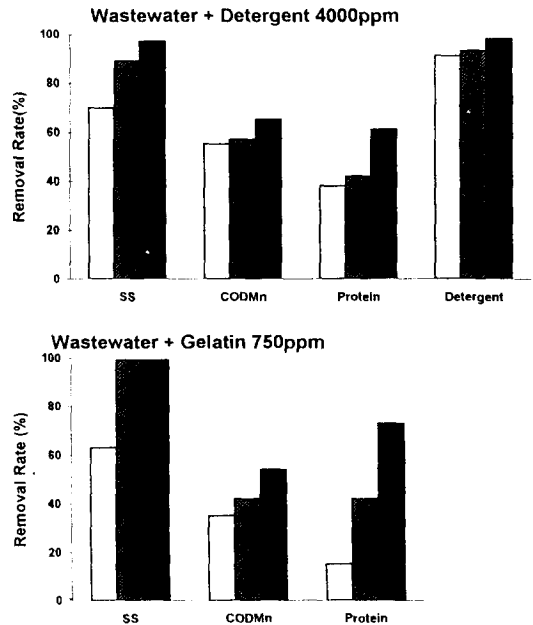 Wastewater + Detergent 4000ppm
Removal Rate(%)
100
80
60
40
20
0
SS CODMn Protein Detergent
Wastewater + Gelatin 750ppm
Removal Rate (%)
100
80
60
40
20
0
SS CODMn Protein